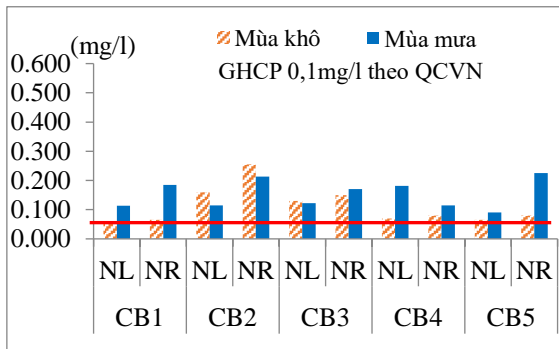 (mg/l)
Mùa khô Mùa mưa
GHCP 0,1mg/l theo QCVN
0.600
0.500
0.400
0.300
0.200
0.100
0.000
NL NR NL NR NL NR NL NR NL NR
CB1 CB2 CB3 CB4 CB5